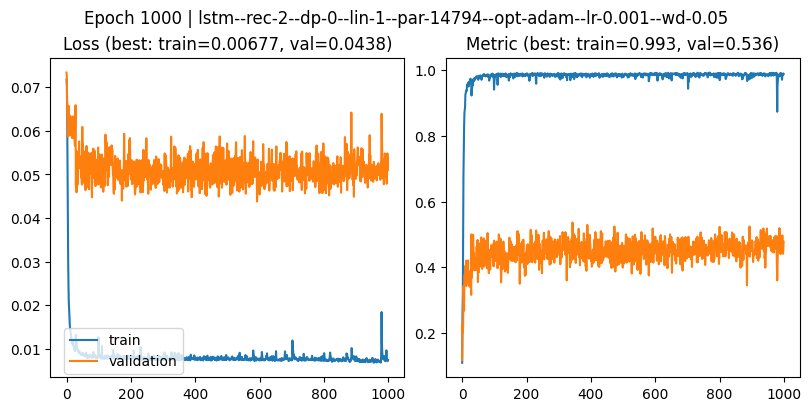 Epoch 1000 | lstm--rec-2--dp-0--lin-1--par-14794--opt-adam--lr-0.001--wd-0.05
Loss (best: train=0.00677, val=0.0438)
0.07
0.06
0.05
0.04
0.03
0.02
0.01
train
validation
0 200 400 600 800 1000
Metric (best: train=0.993, val=0.536)
1.0
0.8
0.6
0.4
0.2
0 200 400 600 800 1000